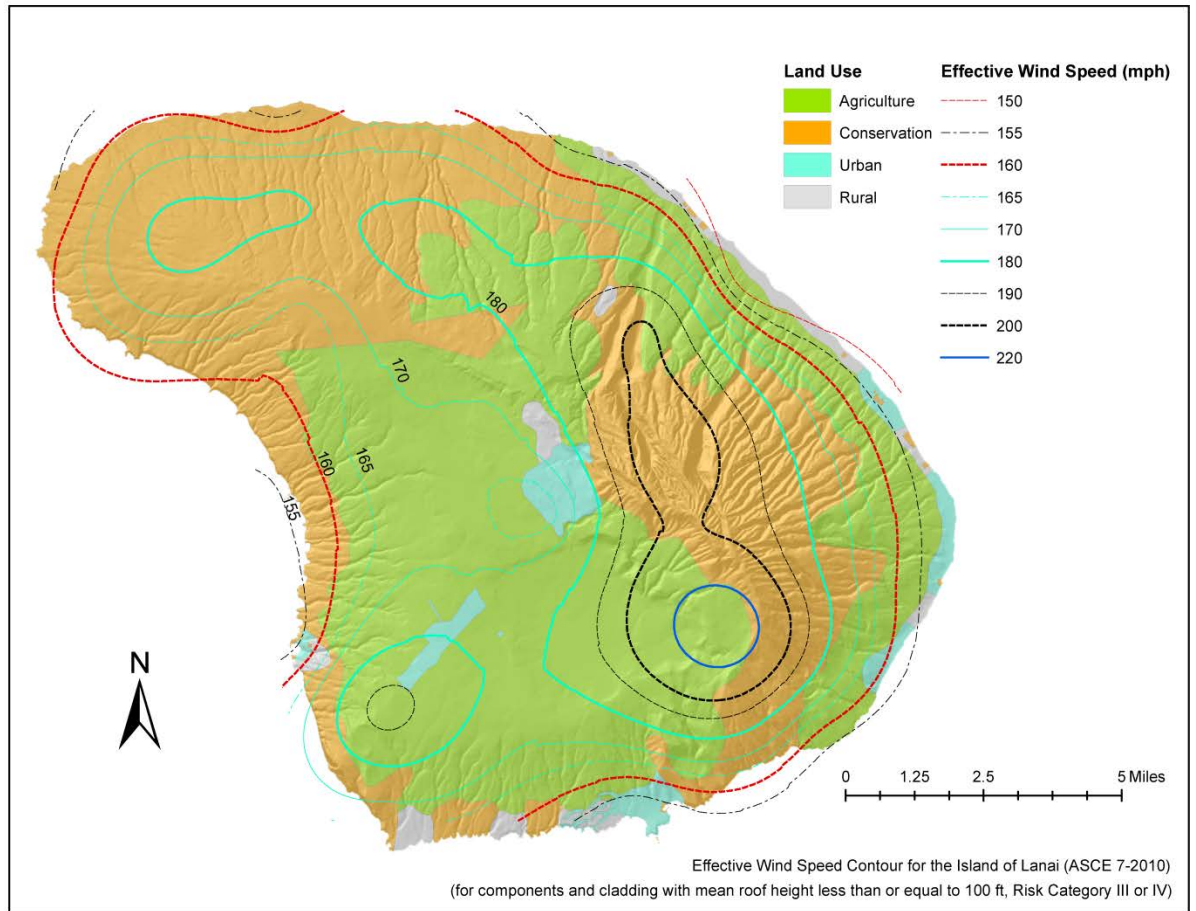 Land Use
Agriculture
Conservation
Urban
Rural
Effective Wind Speed (mph)
150
155
160
165
170
180
190
200
220
180
170
165
160
155
N
0 1.25 2.5 5 Miles
Effective Wind Speed Contour for the Island of Lanai (ASCE 7-2010)
(for components and cladding with mean roof height less than or equal to 100 ft, Risk Category III or IV)